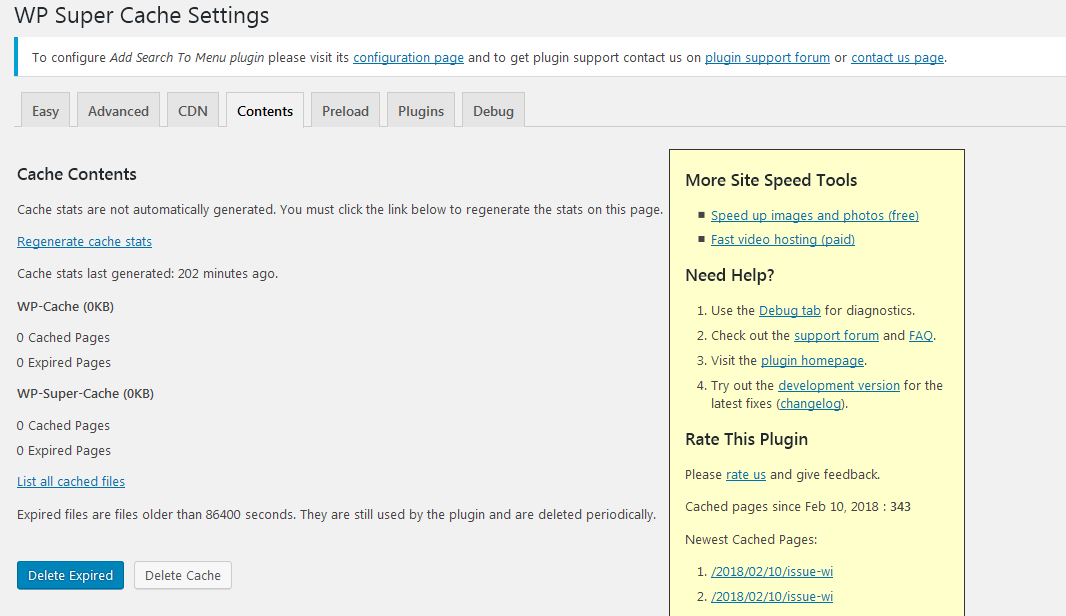 WP Super Cache Settings
To configure Add Search To Menu plugin please visit its configuration page and to get plugin support contact us on plugin support forum or contact us page.
Easy
Advanced
CDN
Contents
Preload
Plugins
Debug
Cache Contents
Cache stats are not automatically generated. You must click the link below to regenerate the stats on this page.
Regenerate cache stats
Cache stats last generated: 202 minutes ago.
WP-Cache (0KB)
0 Cached Pages
0 Expired Pages
WP-Super-Cache (0KB)
0 Cached Pages
0 Expired Pages
List all cached files
Expired files are files older than 86400 seconds. They are still used by the plugin and are deleted periodically.
Delete Expired
Delete Cache
More Site Speed Tools
Speed up images and photos (free)
Fast video hosting (paid)
Need Help?
1. Use the Debug tab for diagnostics.
2. Check out the support forum and FAQ.
3. Visit the plugin homepage.
4. Try out the development version for the
latest fixes (changelog).
Rate This Plugin
Please rate us and give feedback.
Cached pages since Feb 10, 2018 : 343
Newest Cached Pages:
1. /2018/02/10/issue-wi
2. /2018/02/10/issue-wi